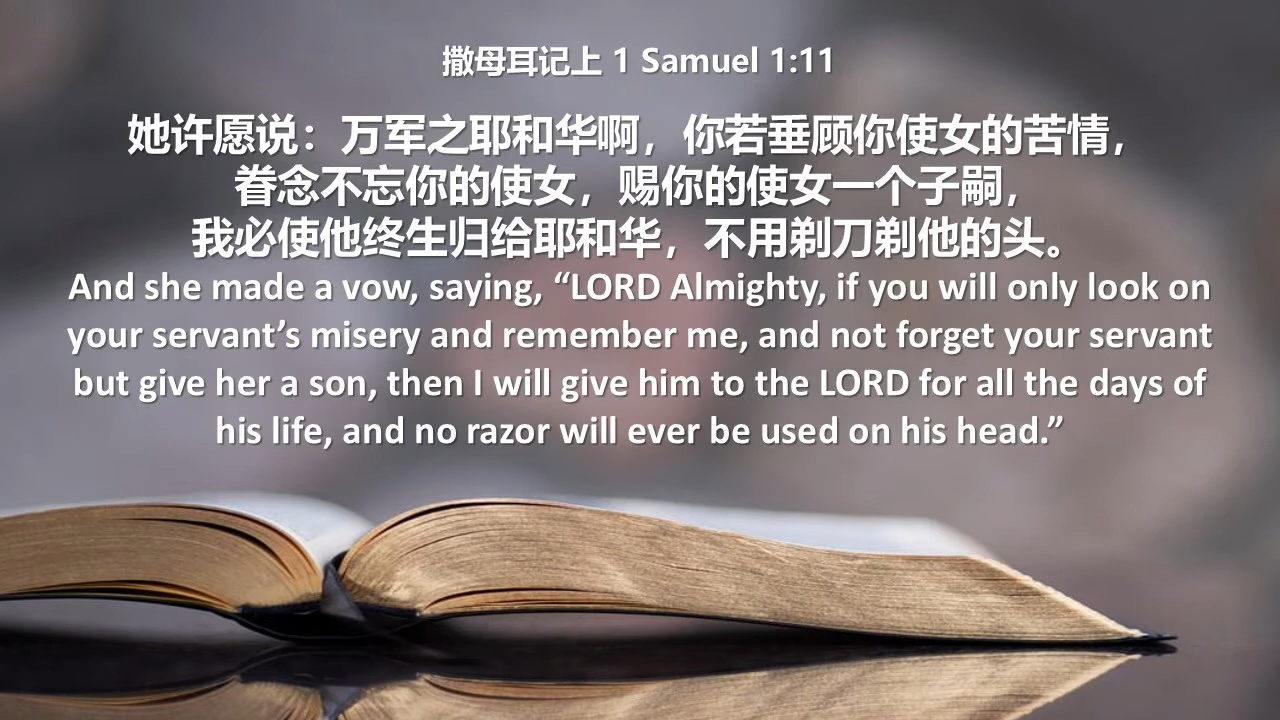 撒母耳记上 1 Samuel 1:11
她许愿说：万军之耶和华啊，你若垂顾你使女的苦情，
眷念不忘你的使女，赐你的使女一个子嗣，
我必使他终生归给耶和华，不用剃刀剃他的头。
And she made a vow, saying, “LORD Almighty, if you will only look on
your servant’s misery and remember me, and not forget your servant
but give her a son, then I will give him to the LORD for all the days of
his life, and no razor will ever be used on his head.”